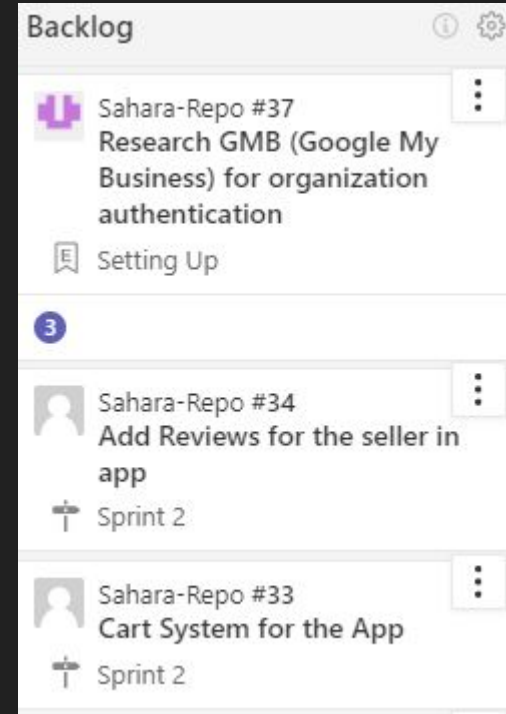 Backlog
Sahara-Repo #37
Research GMB (Google My
Business) for organization
authentication
E
Setting Up
3
Sahara-Repo #34
Add Reviews for the seller in
app
Sprint 2
Sahara-Repo #33
Cart System for the App
Sprint 2